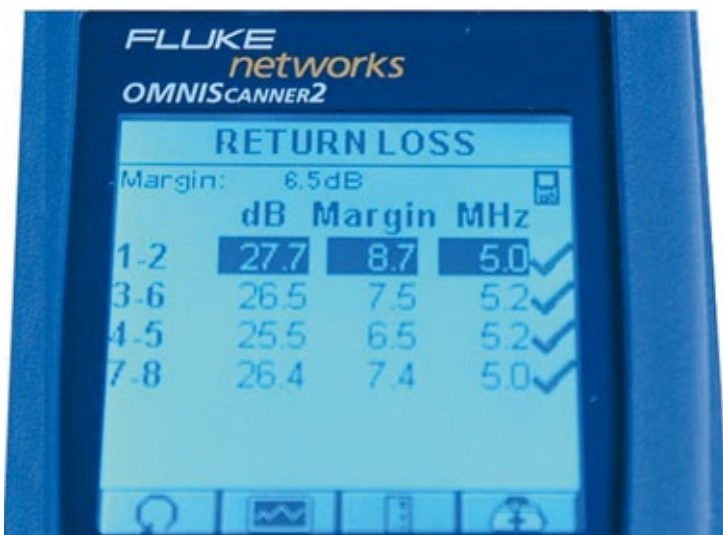 FLUKE
networks
OMNISCANNER2
RETURN LOSS
Margin: 6.5dB
dB Margin MHz
1-2 27.7 8.7 5.0
3-6 26.5 7.5 5.2
4-5 25.5 6.5 5.2
7-8 26.4 7.4 5.0